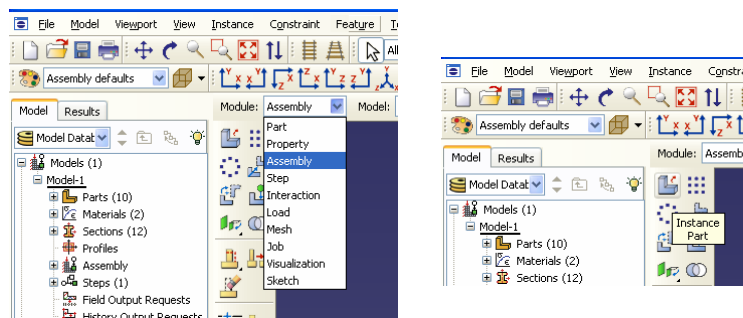 File Model Viewport View Instance Constraint Feature
All
Assembly defaults
Model Results
Module: Assembly Model:
Model Datab
Part
Property
Assembly
Step
Interaction
Load
Mesh
Job
Visualization
Sketch
Models (1)
Model-1
Parts (10)
Materials (2)
Sections (12)
Profiles
Assembly
Steps (1)
Field Output Requests
History Output Requests
File Model Viewport View Instance Constra
Assembly defaults
Model Results
Module: Assemb
Model Datab
Models (1)
Model-1
Parts (10)
Materials (2)
Sections (12)
Instance
Part